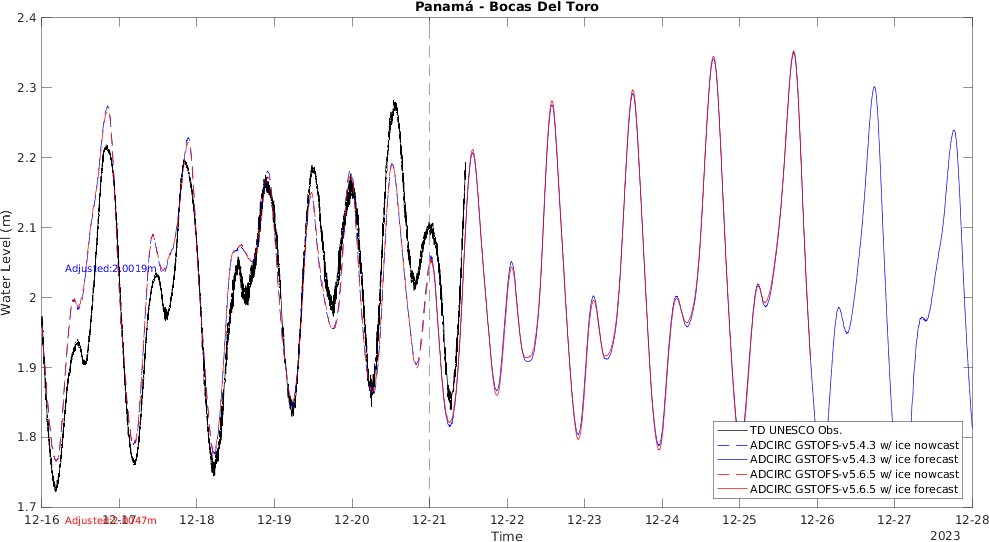 Panamá - Bocas Del Toro
2.4
2.3
2.2
2.1
2
1.9
1.8
1.7
Water Level (m)
Adjusted:2.0019m
TD UNESCO Obs.
ADCIRC GSTOFS-v5.4.3 w/ ice nowcast
ADCIRC GSTOFS-v5.4.3 w/ ice forecast
ADCIRC GSTOFS-v5.6.5 w/ ice nowcast
ADCIRC GSTOFS-v5.6.5 w/ ice forecast
12-16 12-17 12-18 12-19 12-20 12-21 12-22 12-23 12-24 12-25 12-26 12-27 12-28
Time
2023